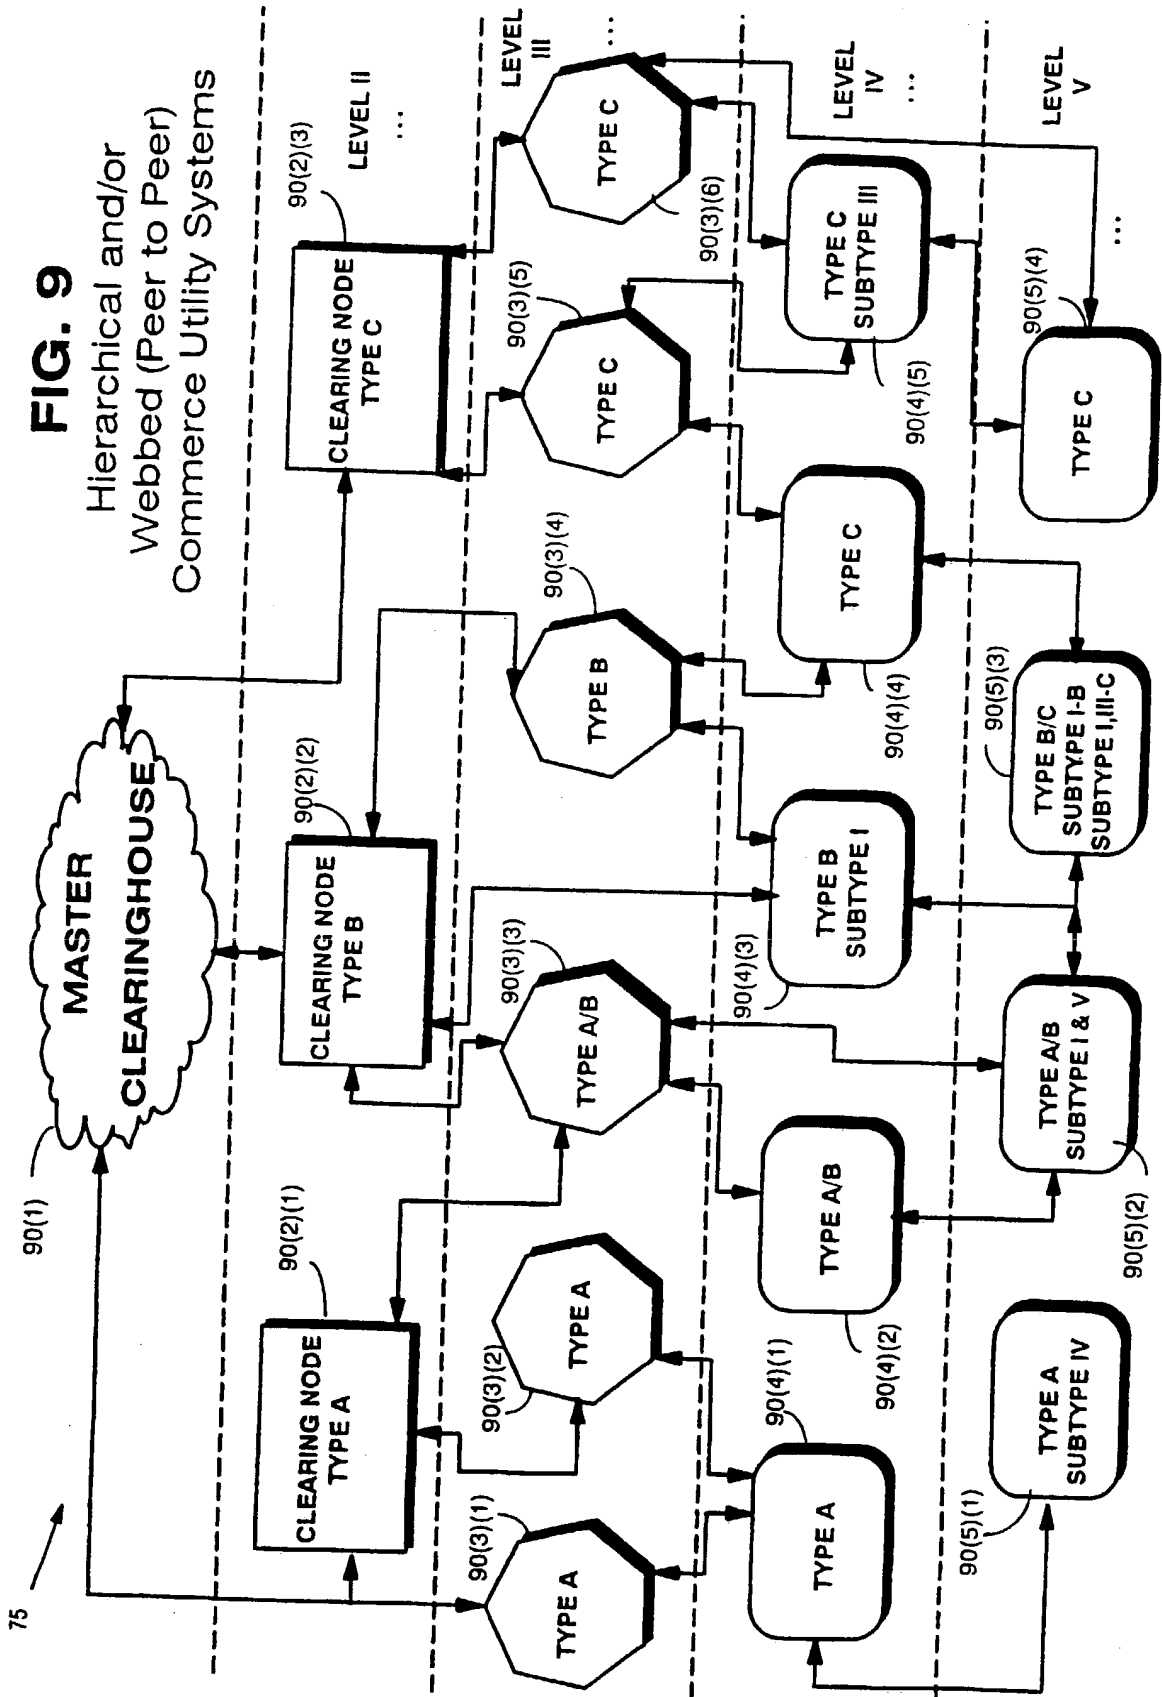 FIG. 9
Hierarchical and/or
Webbed (Peer to Peer)
Commerce Utility Systems
75
90(1)
MASTER
CLEARINGHOUSE
LEVEL II
...
90(2)(1)
CLEARING NODE
TYPE A
90(2)(2)
CLEARING NODE
TYPE B
90(2)(3)
CLEARING NODE
TYPE C
LEVEL
III
...
90(3)(1)
TYPE A
90(3)(2)
TYPE A
90(3)(3)
TYPE A/B
90(3)(4)
TYPE B
90(3)(5)
TYPE C
90(3)(6)
TYPE C
LEVEL
IV
...
90(4)(1)
TYPE A
90(4)(2)
TYPE A/B
90(4)(3)
TYPE B
SUBTYPE I
90(4)(4)
TYPE C
90(4)(5)
TYPE C
SUBTYPE III
LEVEL
V
...
90(5)(1)
TYPE A
SUBTYPE IV
90(5)(2)
TYPE A/B
SUBTYPE I & V
90(5)(3)
TYPE B/C
SUBTYPE I-B
SUBTYPE I,III-C
90(5)(4)
TYPE C